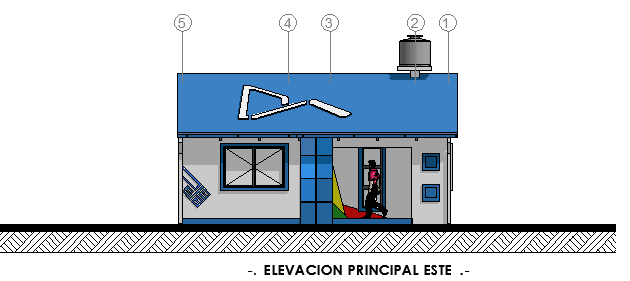 5 4 3 2 1
-. ELEVACION PRINCIPAL ESTE .-